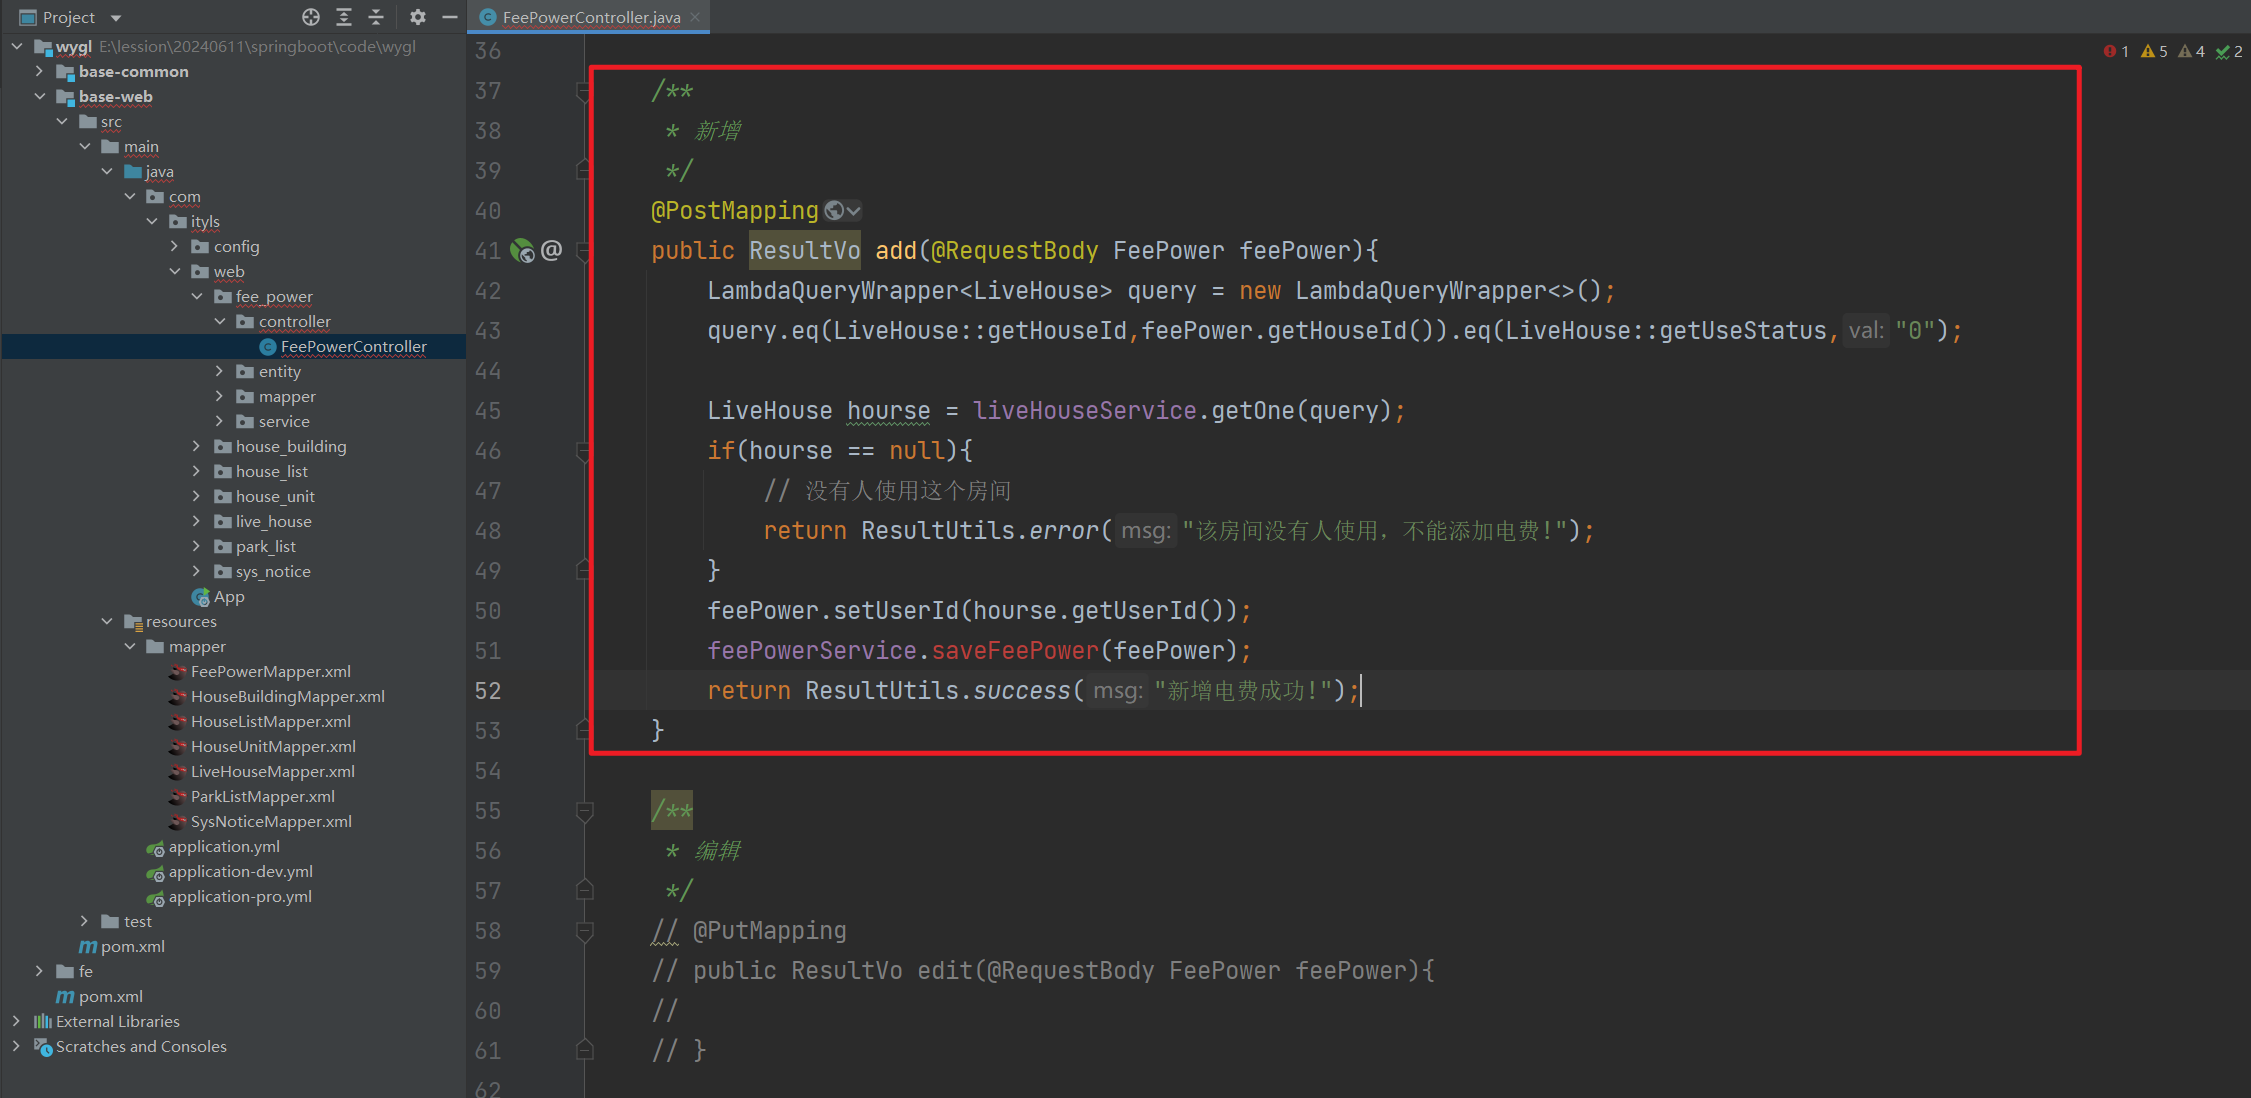 Project
FeePowerController.java
wygl E:\lession\20240611\springboot\code\wygl
base-common
base-web
src
main
java
com
ityls
config
web
fee_power
controller
FeePowerController
entity
mapper
service
house_building
house_list
house_unit
live_house
park_list
sys_notice
App
resources
mapper
FeePowerMapper.xml
HouseBuildingMapper.xml
HouseListMapper.xml
HouseUnitMapper.xml
LiveHouseMapper.xml
ParkListMapper.xml
SysNoticeMapper.xml
application.yml
application-dev.yml
application-pro.yml
test
pom.xml
fe
pom.xml
External Libraries
Scratches and Consoles
1 5 4 2
36
37 /**
38 * 新增
39 */
40 @PostMapping
41 public ResultVo add(@RequestBody FeePower feePower){
42 LambdaQueryWrapper<LiveHouse> query = new LambdaQueryWrapper<>();
43 query.eq(LiveHouse::getHouseId,feePower.getHouseId()).eq(LiveHouse::getUseStatus, val: "0");
44
45 LiveHouse hourse = liveHouseService.getOne(query);
46 if(hourse == null){
47 // 没有人使用这个房间
48 return ResultUtils.error( msg: "该房间没有人使用，不能添加电费!");
49 }
50 feePower.setUserId(hourse.getUserId());
51 feePowerService.saveFeePower(feePower);
52 return ResultUtils.success( msg: "新增电费成功!");
53 }
54
55 /**
56 * 编辑
57 */
58 // @PutMapping
59 // public ResultVo edit(@RequestBody FeePower feePower){
60 //
61 // }
62